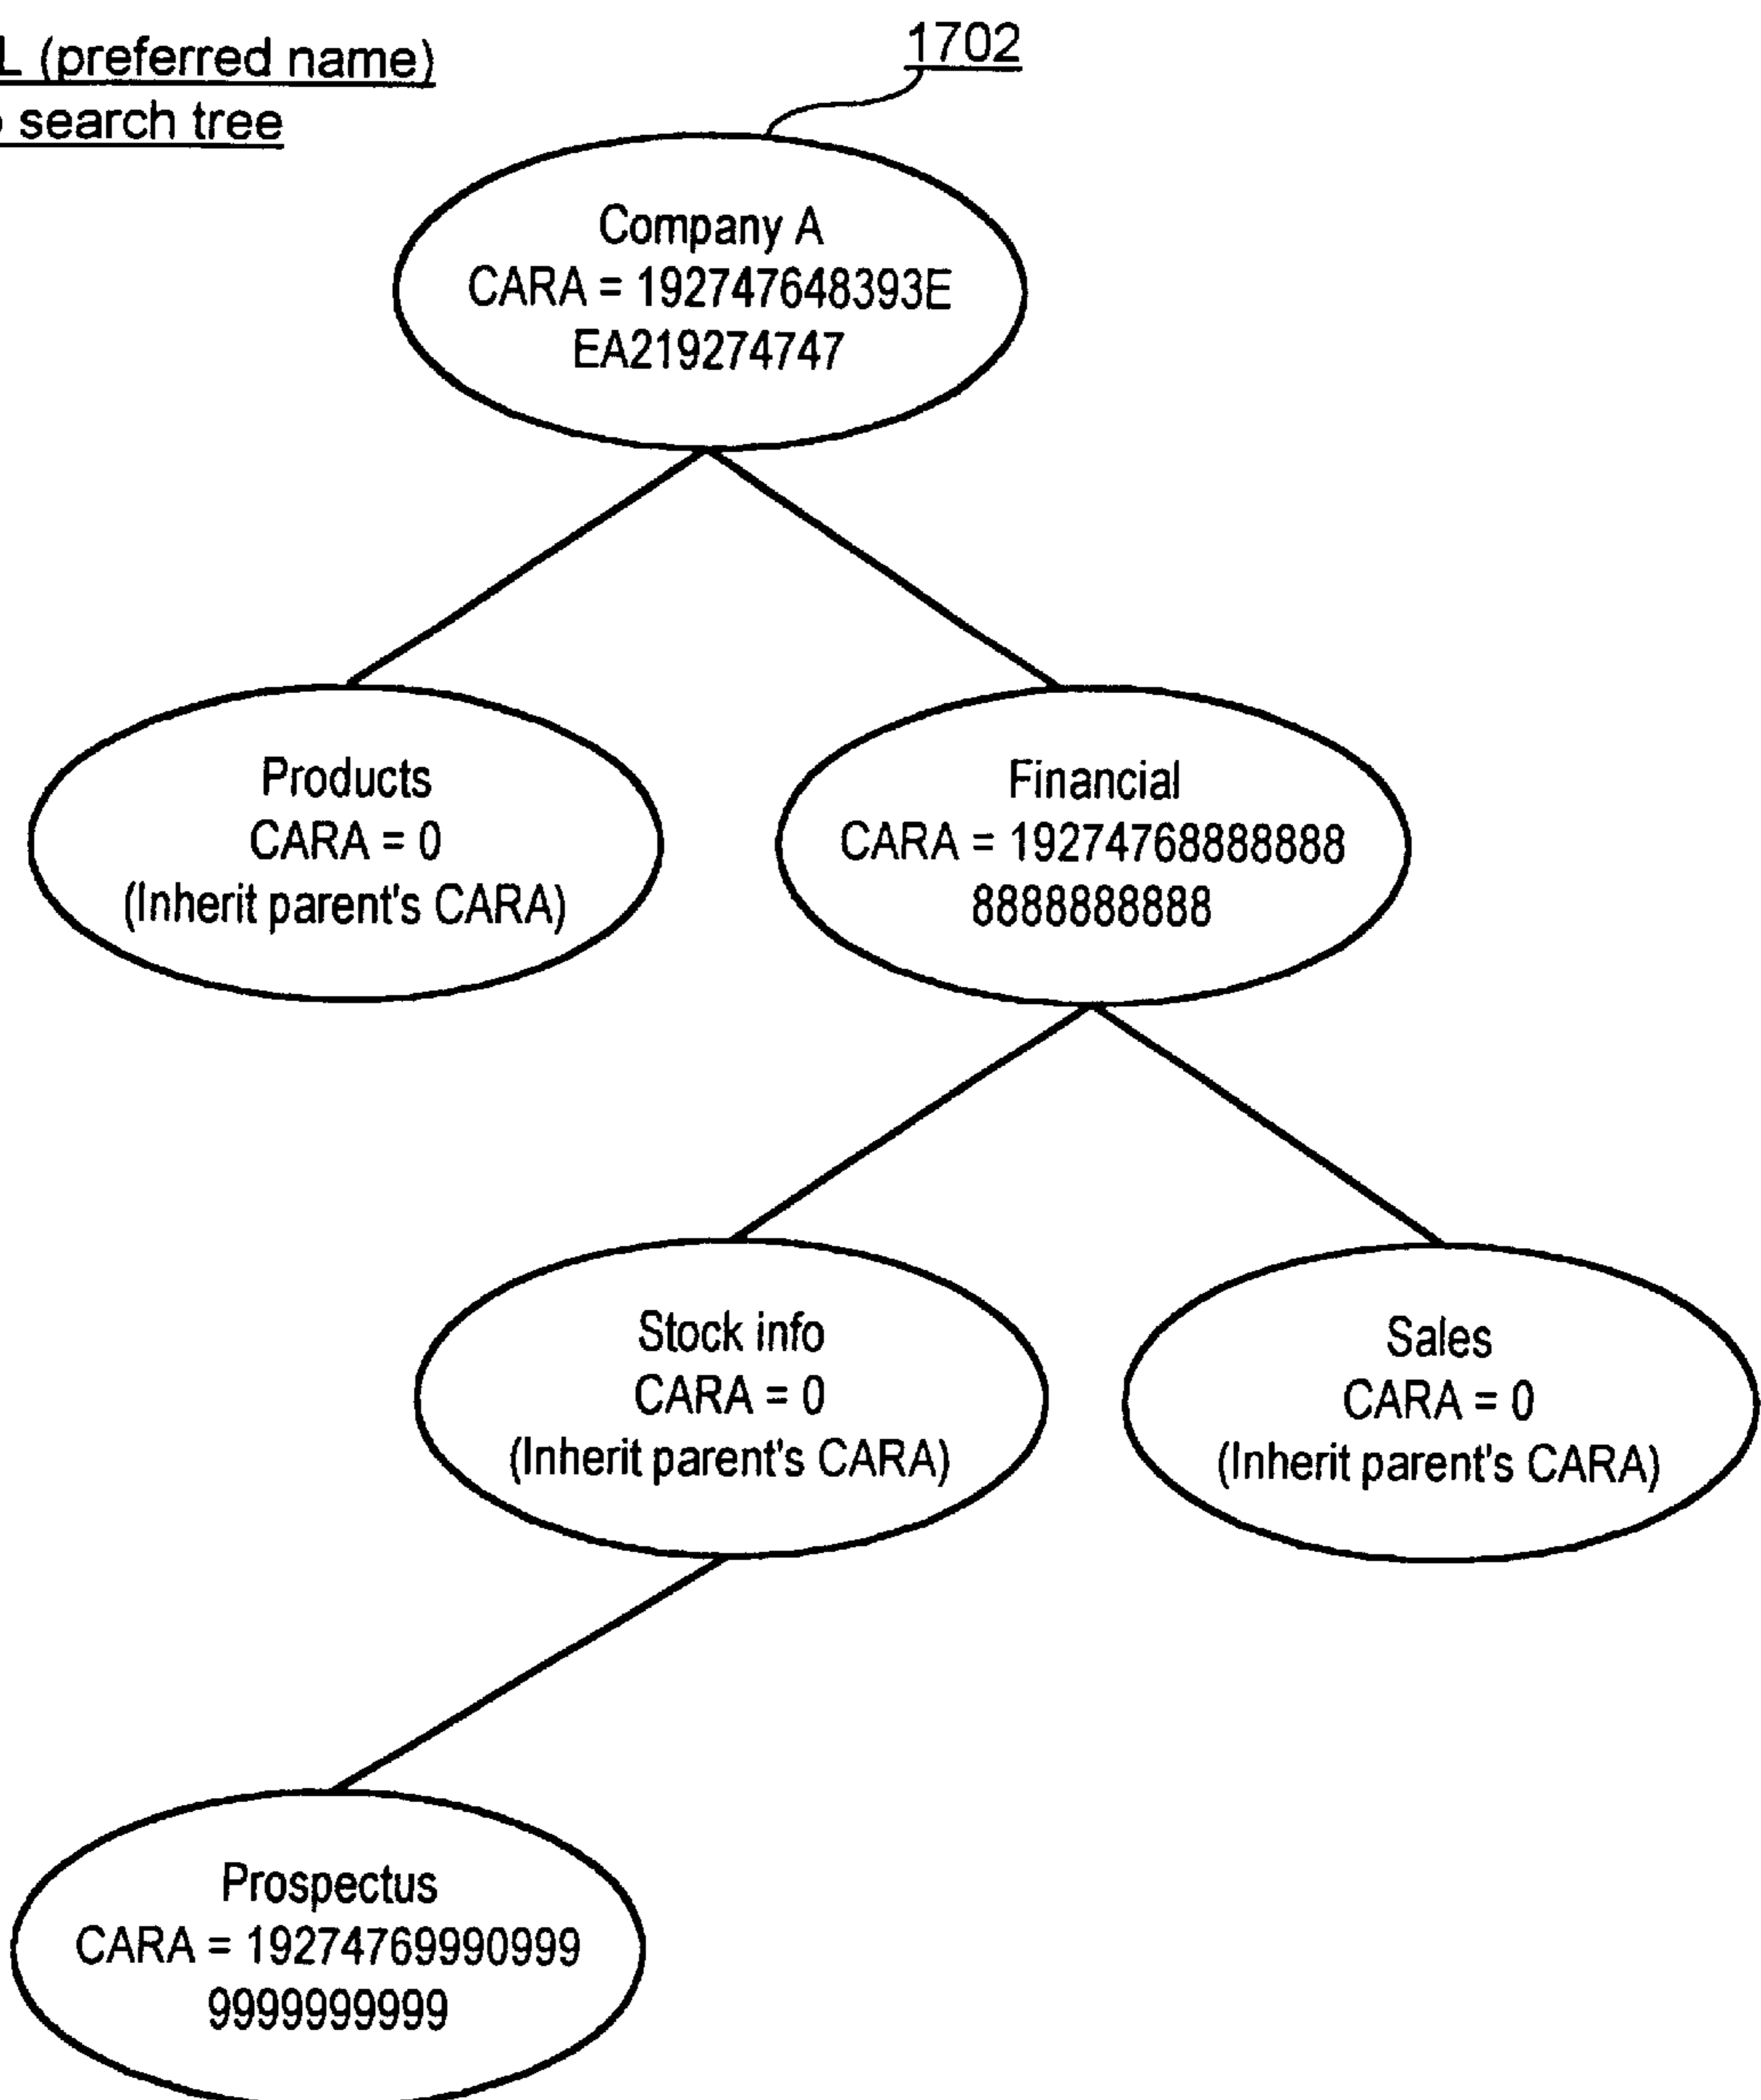 (preferred name)
search tree
1702
Company A
CARA = 192747648393E
EA219274747
Products
CARA = 0
(Inherit parent's CARA)
Financial
CARA = 19274768888888
8888888888
Stock info
CARA = 0
(Inherit parent's CARA)
Sales
CARA = 0
(Inherit parent's CARA)
Prospectus
CARA = 19274769990999
9999999999